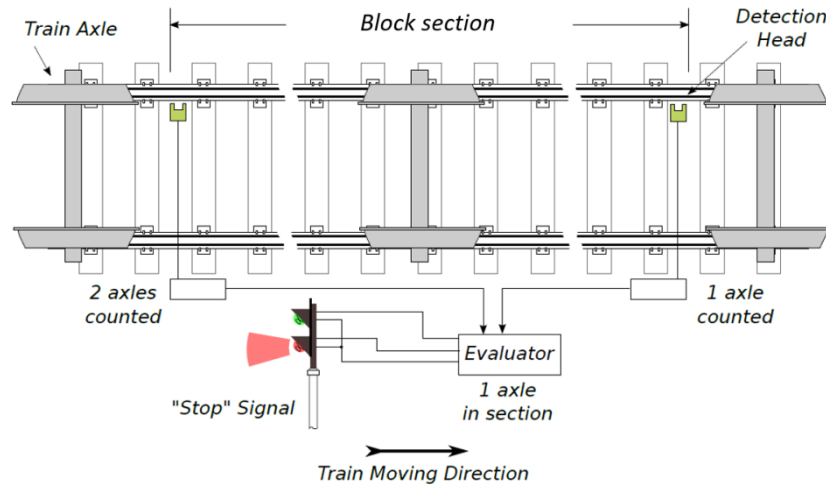 Train Axle
Block section
Detection
Head
2 axles
counted
1 axle
counted
Evaluator
1 axle
in section
"Stop" Signal
Train Moving Direction